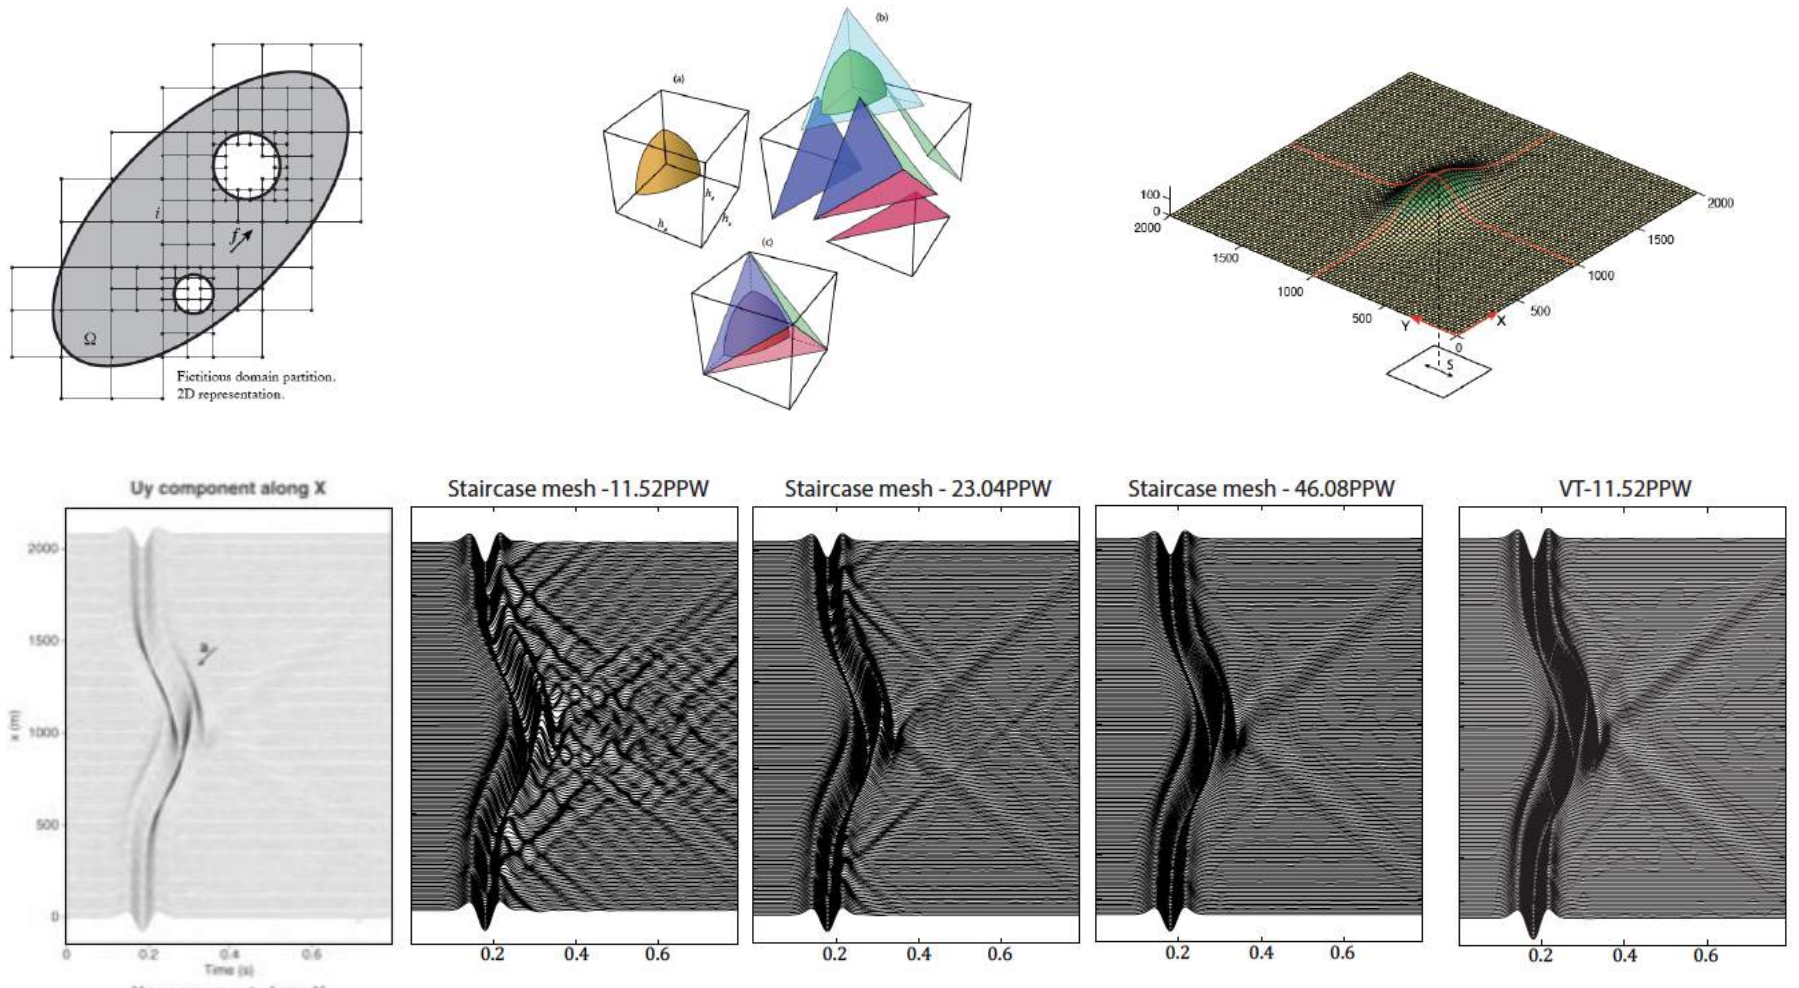 (a)
(b)
i
f
Ω
Fictitious domain partition.
2D representation.
(c)
100
0
2000
1500
1000
500
Y
X
0
500
1000
1500
2000
S
Uy component along X
2000
1500
1000
500
0
x (m)
a
0 0.2 0.4 0.6
Time (s)
Staircase mesh -11.52PPW
0.2 0.4 0.6
Staircase mesh - 23.04PPW
0.2 0.4 0.6
Staircase mesh - 46.08PPW
0.2 0.4 0.6
VT-11.52PPW
0.2 0.4 0.6